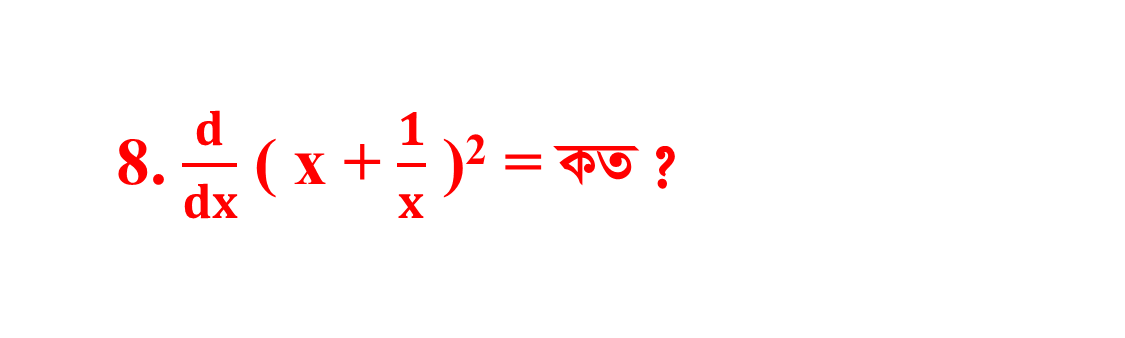 8. d/dx ( x + 1/x )² = কত ?